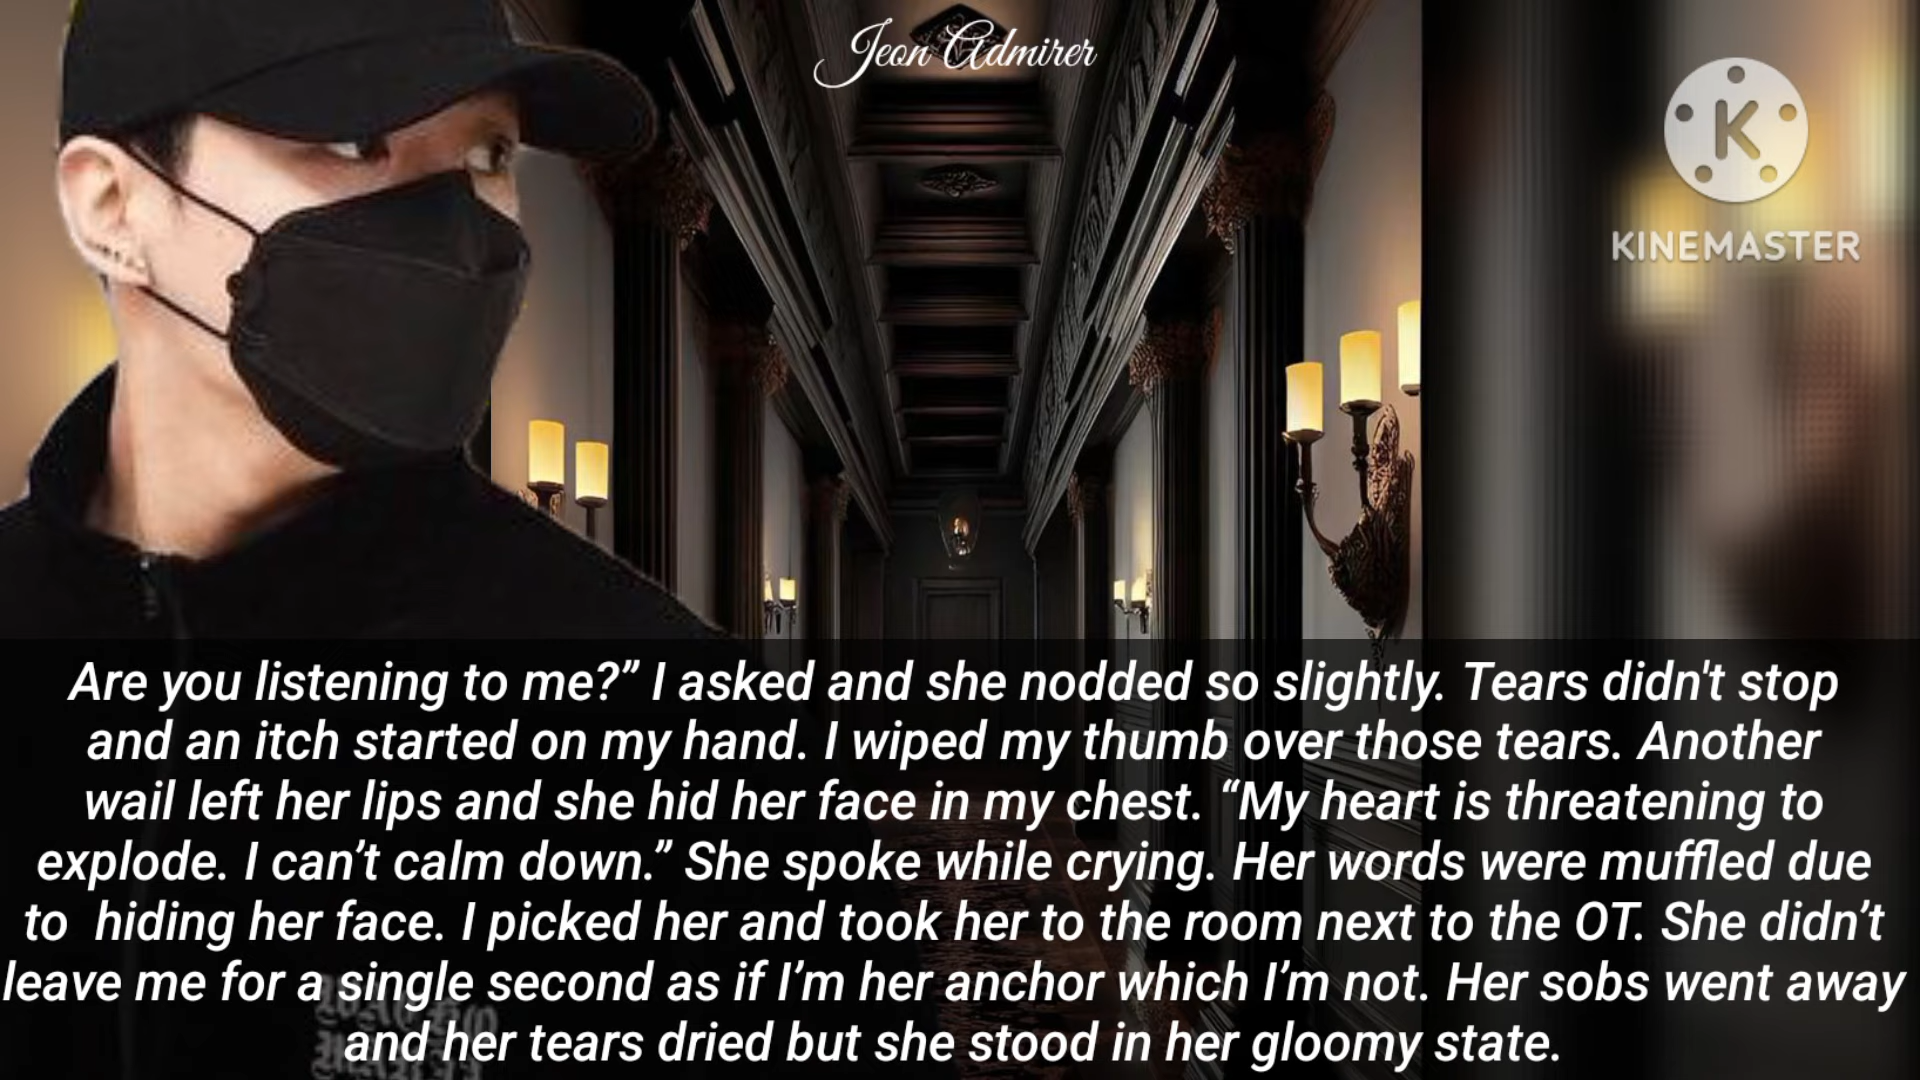 Jeon Admirer
K
KINEMASTER
Are you listening to me?” I asked and she nodded so slightly. Tears didn't stop
and an itch started on my hand. I wiped my thumb over those tears. Another
wail left her lips and she hid her face in my chest. “My heart is threatening to
explode. I can’t calm down.” She spoke while crying. Her words were muffled due
to  hiding her face. I picked her and took her to the room next to the OT. She didn’t
leave me for a single second as if I’m her anchor which I’m not. Her sobs went away
and her tears dried but she stood in her gloomy state.